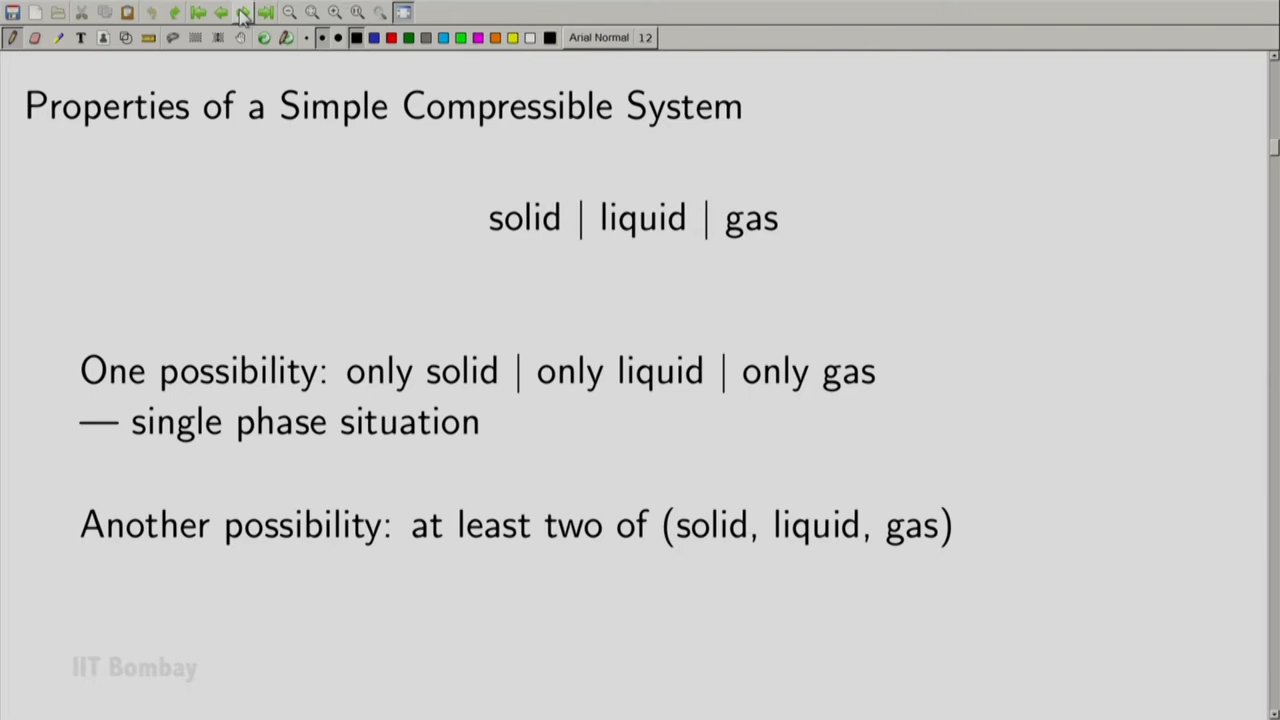 Arial Normal 12
Properties of a Simple Compressible System
solid | liquid | gas
One possibility: only solid | only liquid | only gas
— single phase situation
Another possibility: at least two of (solid, liquid, gas)
IIT Bombay